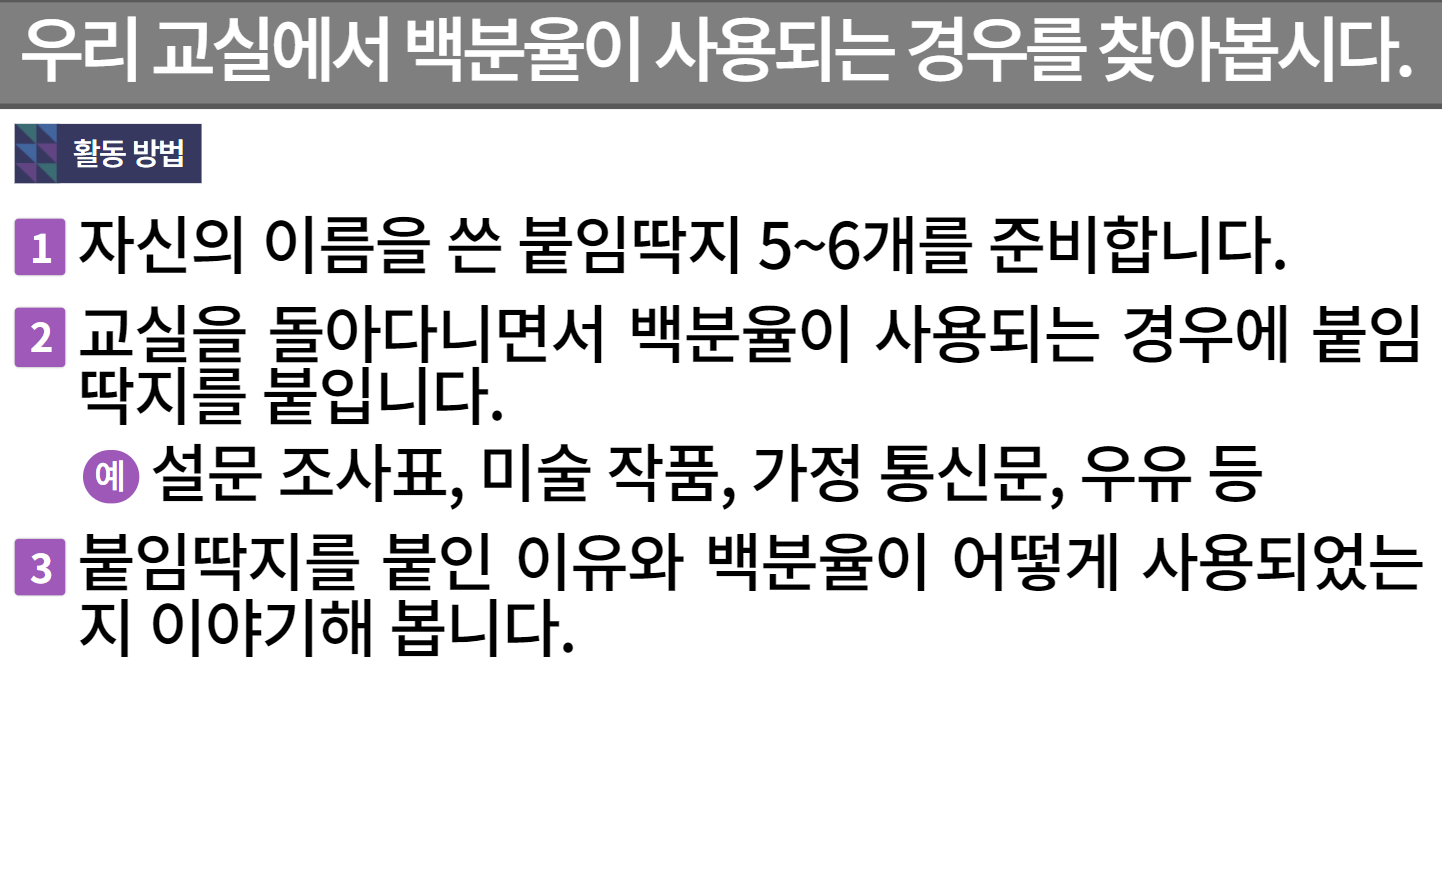 우리 교실에서 백분율이 사용되는 경우를 찾아봅시다.
활동 방법
1 자신의 이름을 쓴 붙임딱지 5~6개를 준비합니다.
2 교실을 돌아다니면서 백분율이 사용되는 경우에 붙임
딱지를 붙입니다.
예 설문 조사표, 미술 작품, 가정 통신문, 우유 등
3 붙임딱지를 붙인 이유와 백분율이 어떻게 사용되었는
지 이야기해 봅니다.